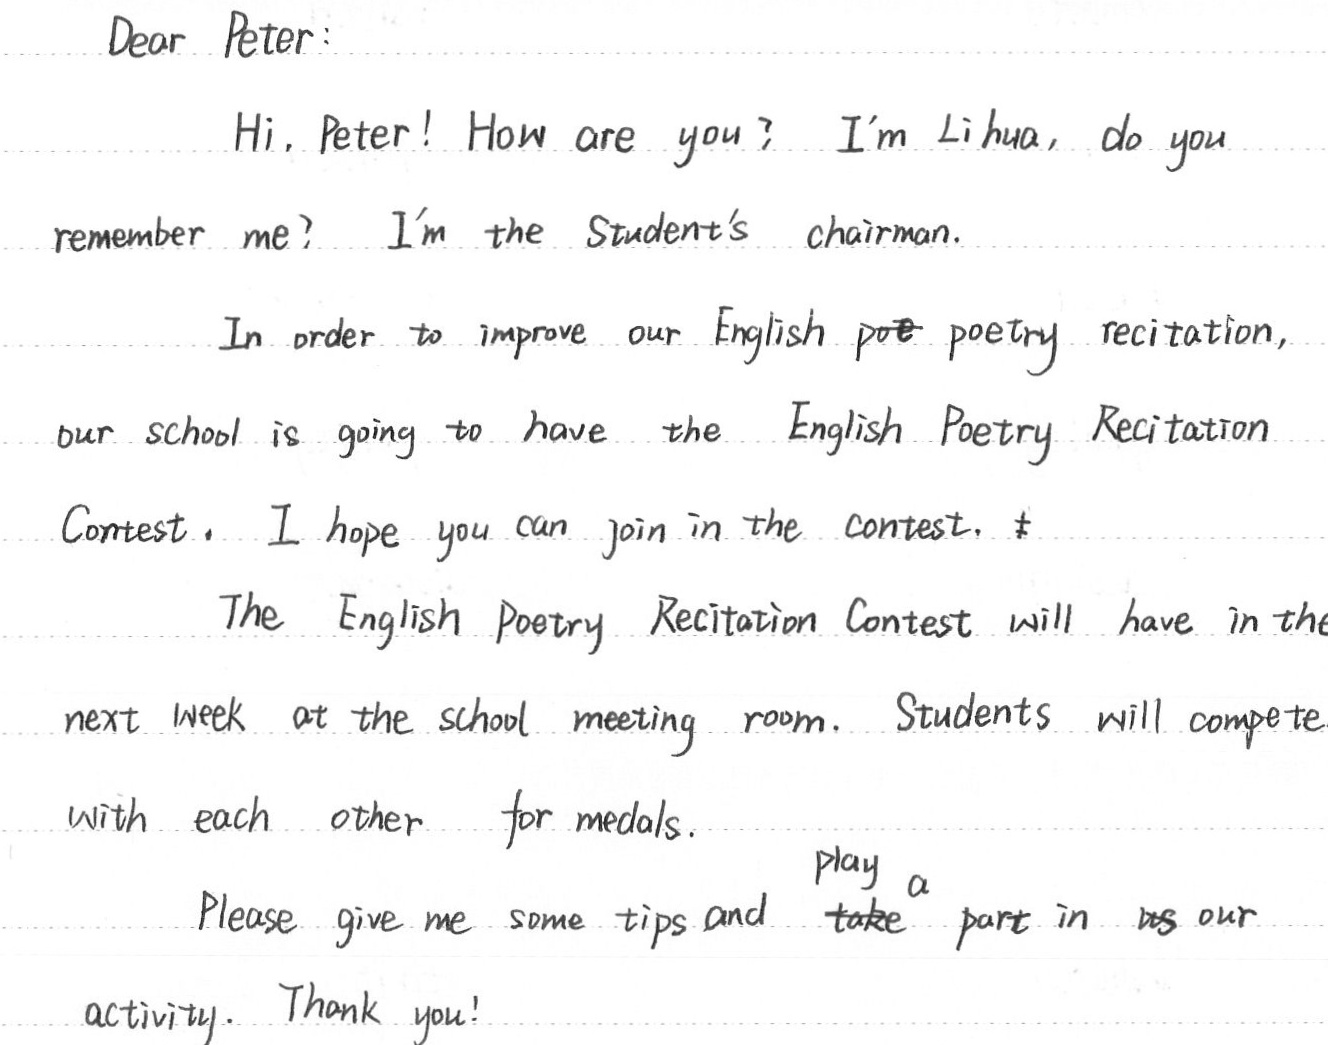 Dear Peter:
Hi, Peter! How are you? I'm Li hua, do you
remember me? I'm the Student's chairman.
In order to improve our English poe poetry recitation,
our school is going to have the English Poetry Recitation
Contest. I hope you can join in the contest. t
The English Poetry Recitation Contest will have in the
next week at the school meeting room. Students will compete
with each other for medals.
play a
Please give me some tips and take part in us our
activity. Thank you!